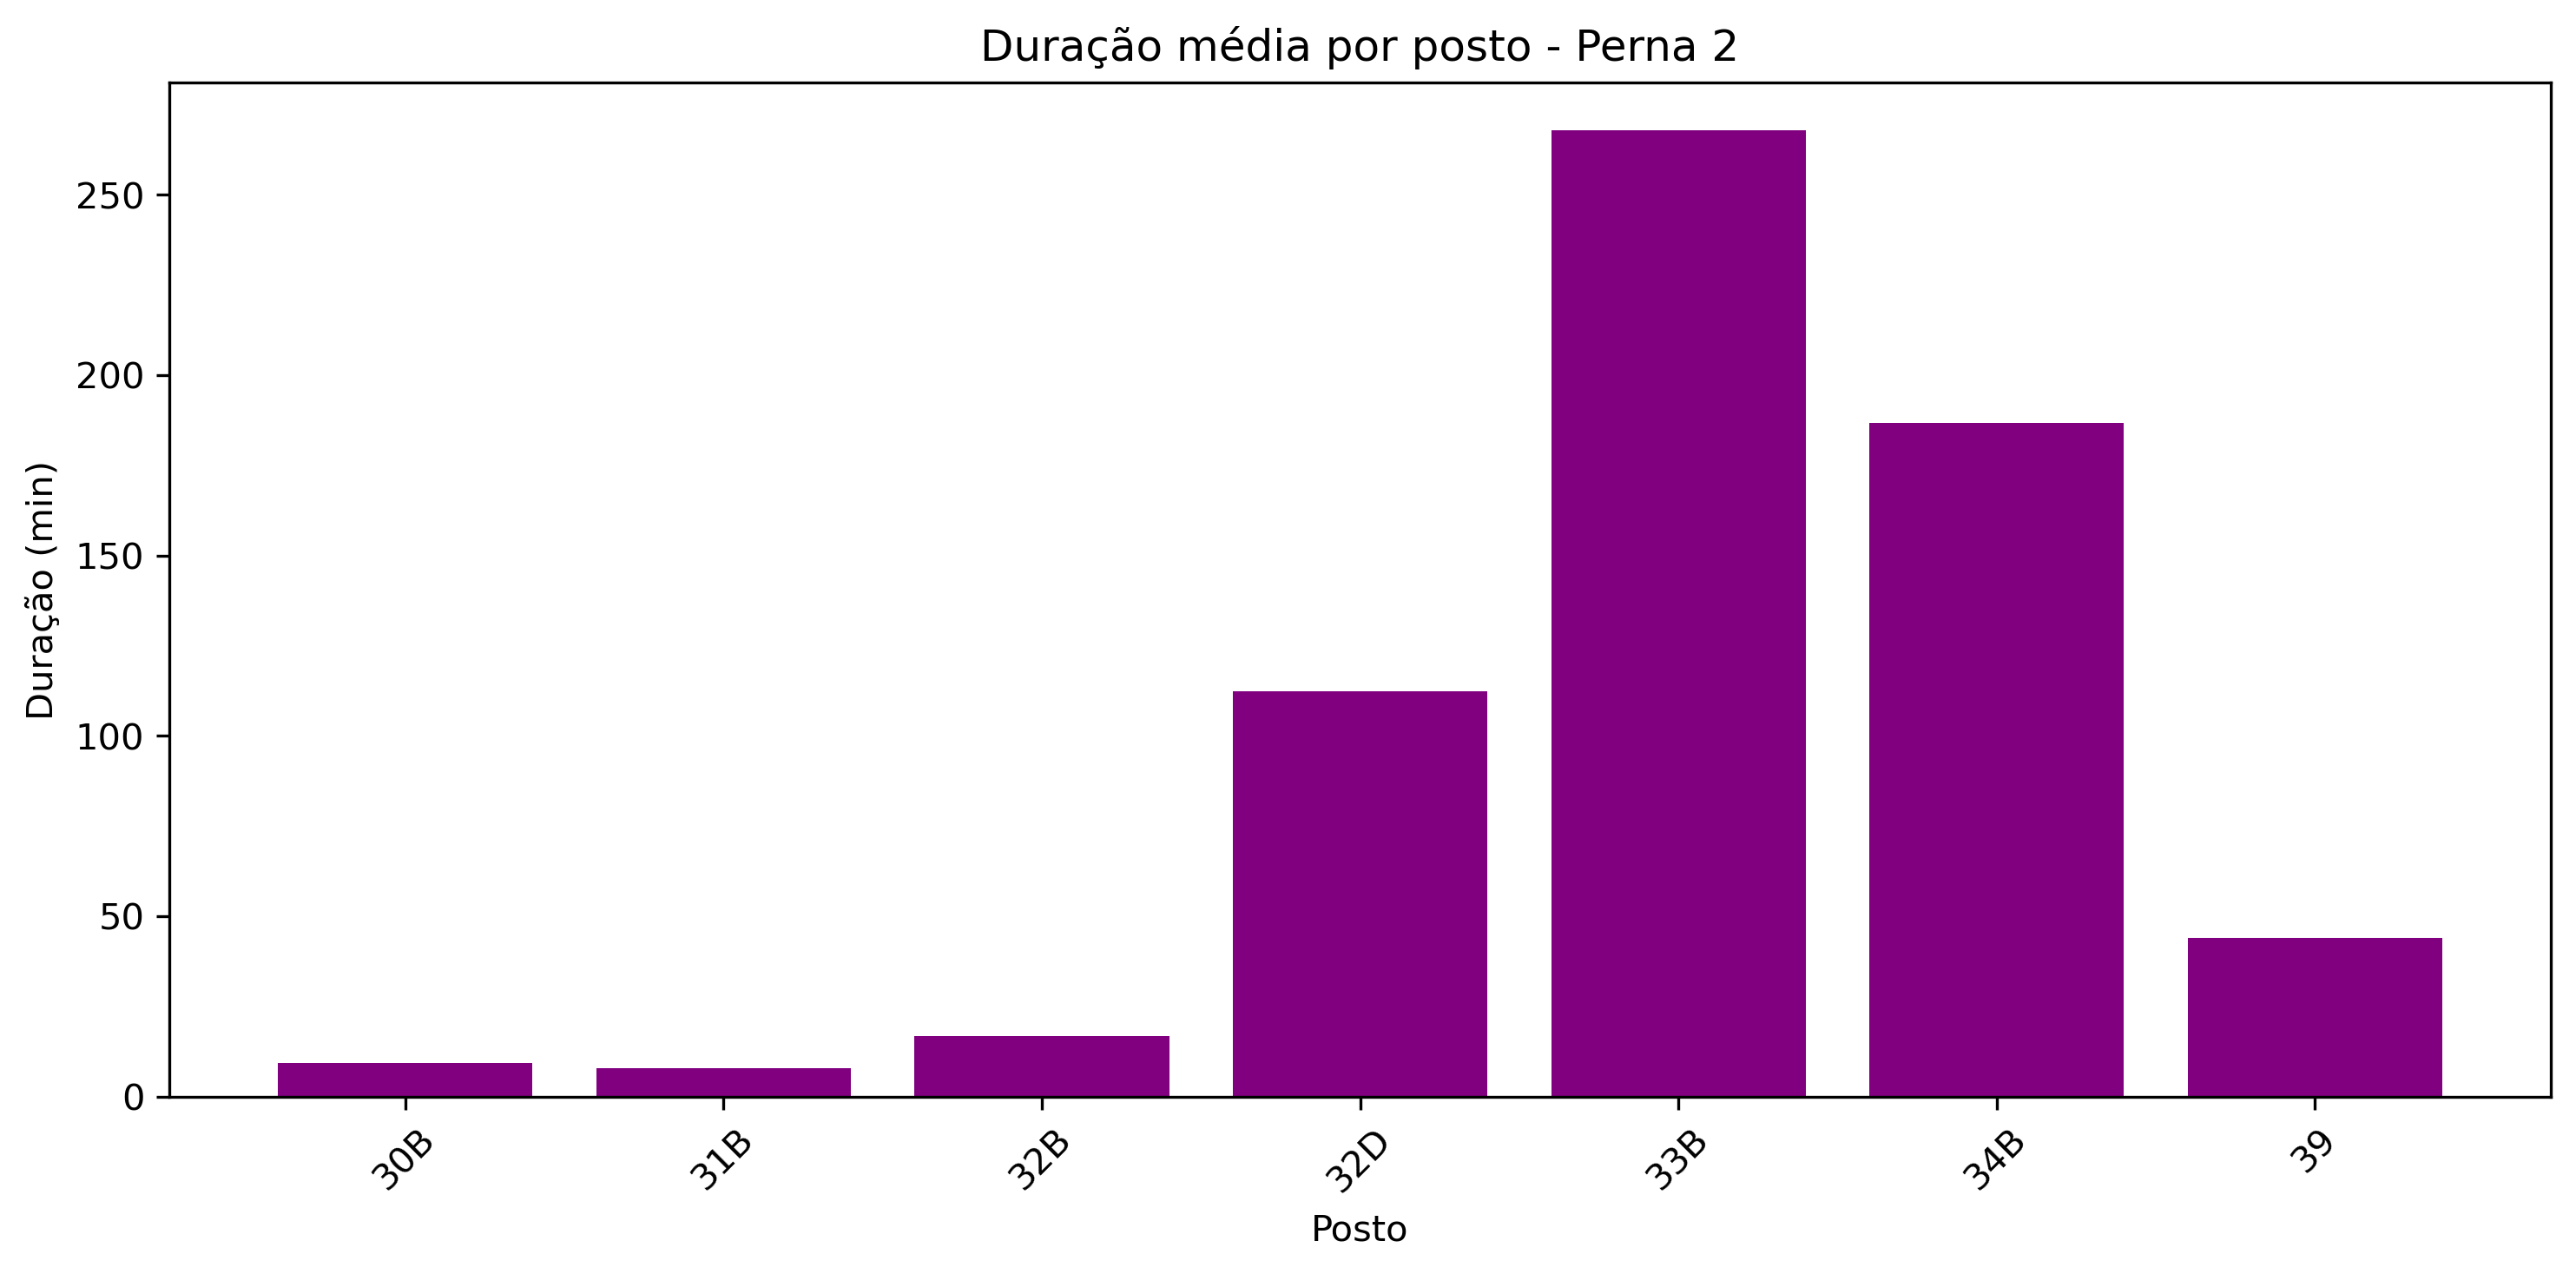 Duração média por posto - Perna 2
Duração (min)
250
200
150
100
50
0
30B
31B
32B
32D
33B
34B
39
Posto